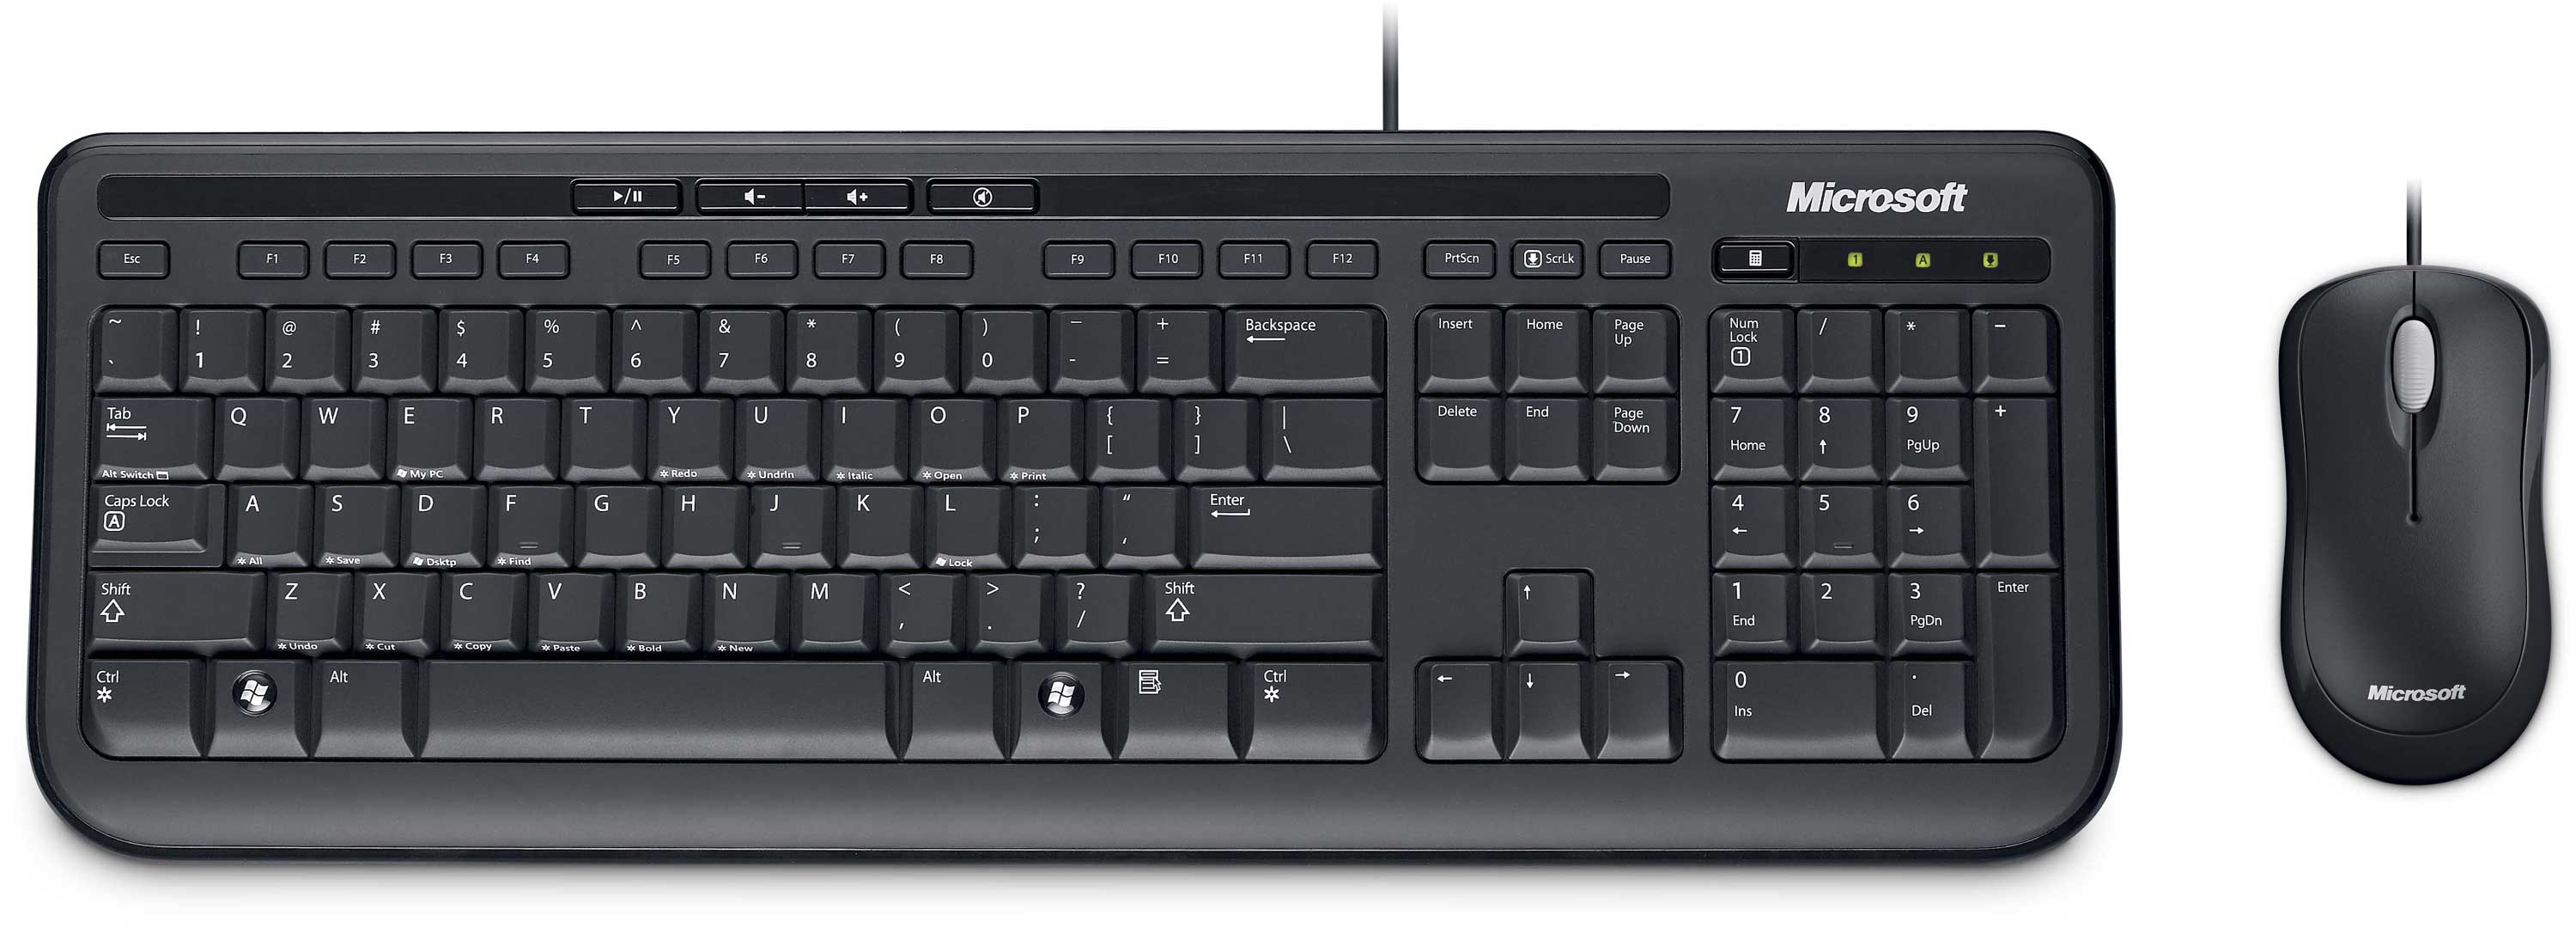 Microsoft
Esc F1 F2 F3 F4 F5 F6 F7 F8 F9 F10 F11 F12 PrtScn ScrLk Pause 1 A
~ ! @ # $ % ^ & * ( ) _ + Backspace Insert Home Page Up Num Lock 1 / * -
` 1 2 3 4 5 6 7 8 9 0 - =
Tab Q W E R T Y U I O P { } | Delete End Page Down 7 8 9 +
[ ] \ Home PgUp
Alt Switch My PC Redo Undrln Italic Open Print
Caps Lock A A S D F G H J K L : “ Enter 4 5 6
; ,
All Save Dsktp Find Lock
Shift Z X C V B N M < > ? Shift 1 2 3 Enter
, . / End PgDn
Undo Cut Copy Paste Bold New
Ctrl Alt Alt Ctrl 0 .
Ins Del
Microsoft